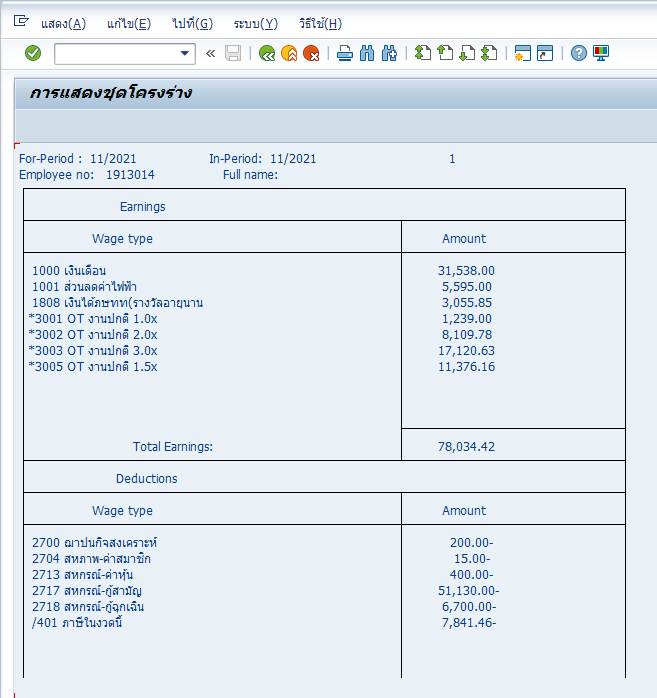 แสดง(A) แก้ไข(E) ไปที่(G) ระบบ(Y) วิธีใช้(H)
การแสดงชุดโครงร่าง
For-Period : 11/2021 In-Period: 11/2021 1
Employee no: 1913014 Full name:
Earnings
Wage type Amount
1000 เงินเดือน 31,538.00
1001 ส่วนลดค่าไฟฟ้า 5,595.00
1808 เงินได้ภษทท(รางวัลอายุนาน 3,055.85
*3001 OT งานปกติ 1.0x 1,239.00
*3002 OT งานปกติ 2.0x 8,109.78
*3003 OT งานปกติ 3.0x 17,120.63
*3005 OT งานปกติ 1.5x 11,376.16
Total Earnings: 78,034.42
Deductions
Wage type Amount
2700 ฌาปนกิจสงเคราะห์ 200.00-
2704 สหภาพ-ค่าสมาชิก 15.00-
2713 สหกรณ์-ค่าหุ้น 400.00-
2717 สหกรณ์-กู้สามัญ 51,130.00-
2718 สหกรณ์-กู้ฉุกเฉิน 6,700.00-
/401 ภาษีในงวดนี้ 7,841.46-